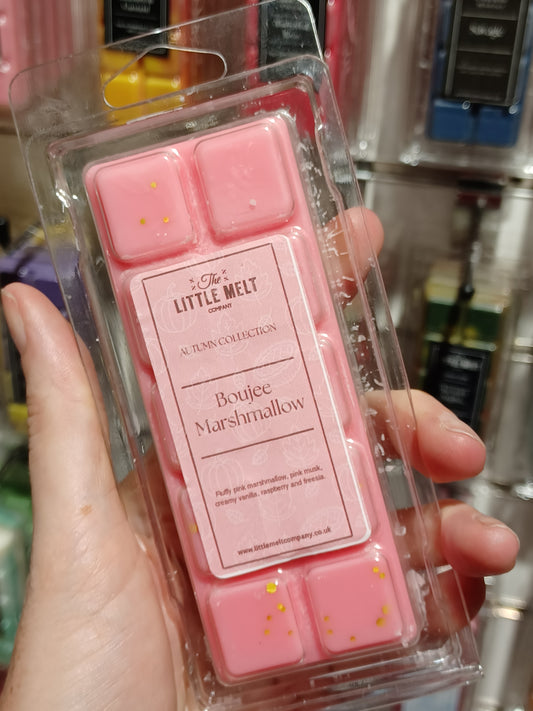 The
LITTLE MELT
COMPANY
AUTUMN COLLECTION
Boujee
Marshmallow
Fluffy pink marshmallow, pink musk,
creamy vanilla, raspberry and freesia.
www.littlemeltcompany.co.uk